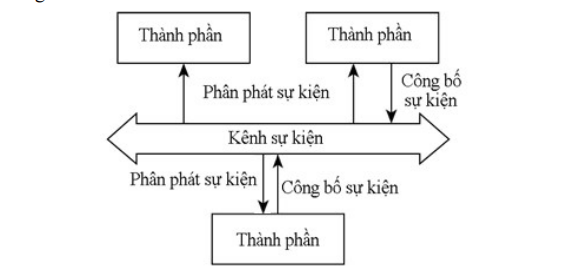 Thành phần
Thành phần
Phân phát sự kiện
Công bố
sự kiện
Kênh sự kiện
Phân phát sự kiện
Công bố sự kiện
Thành phần